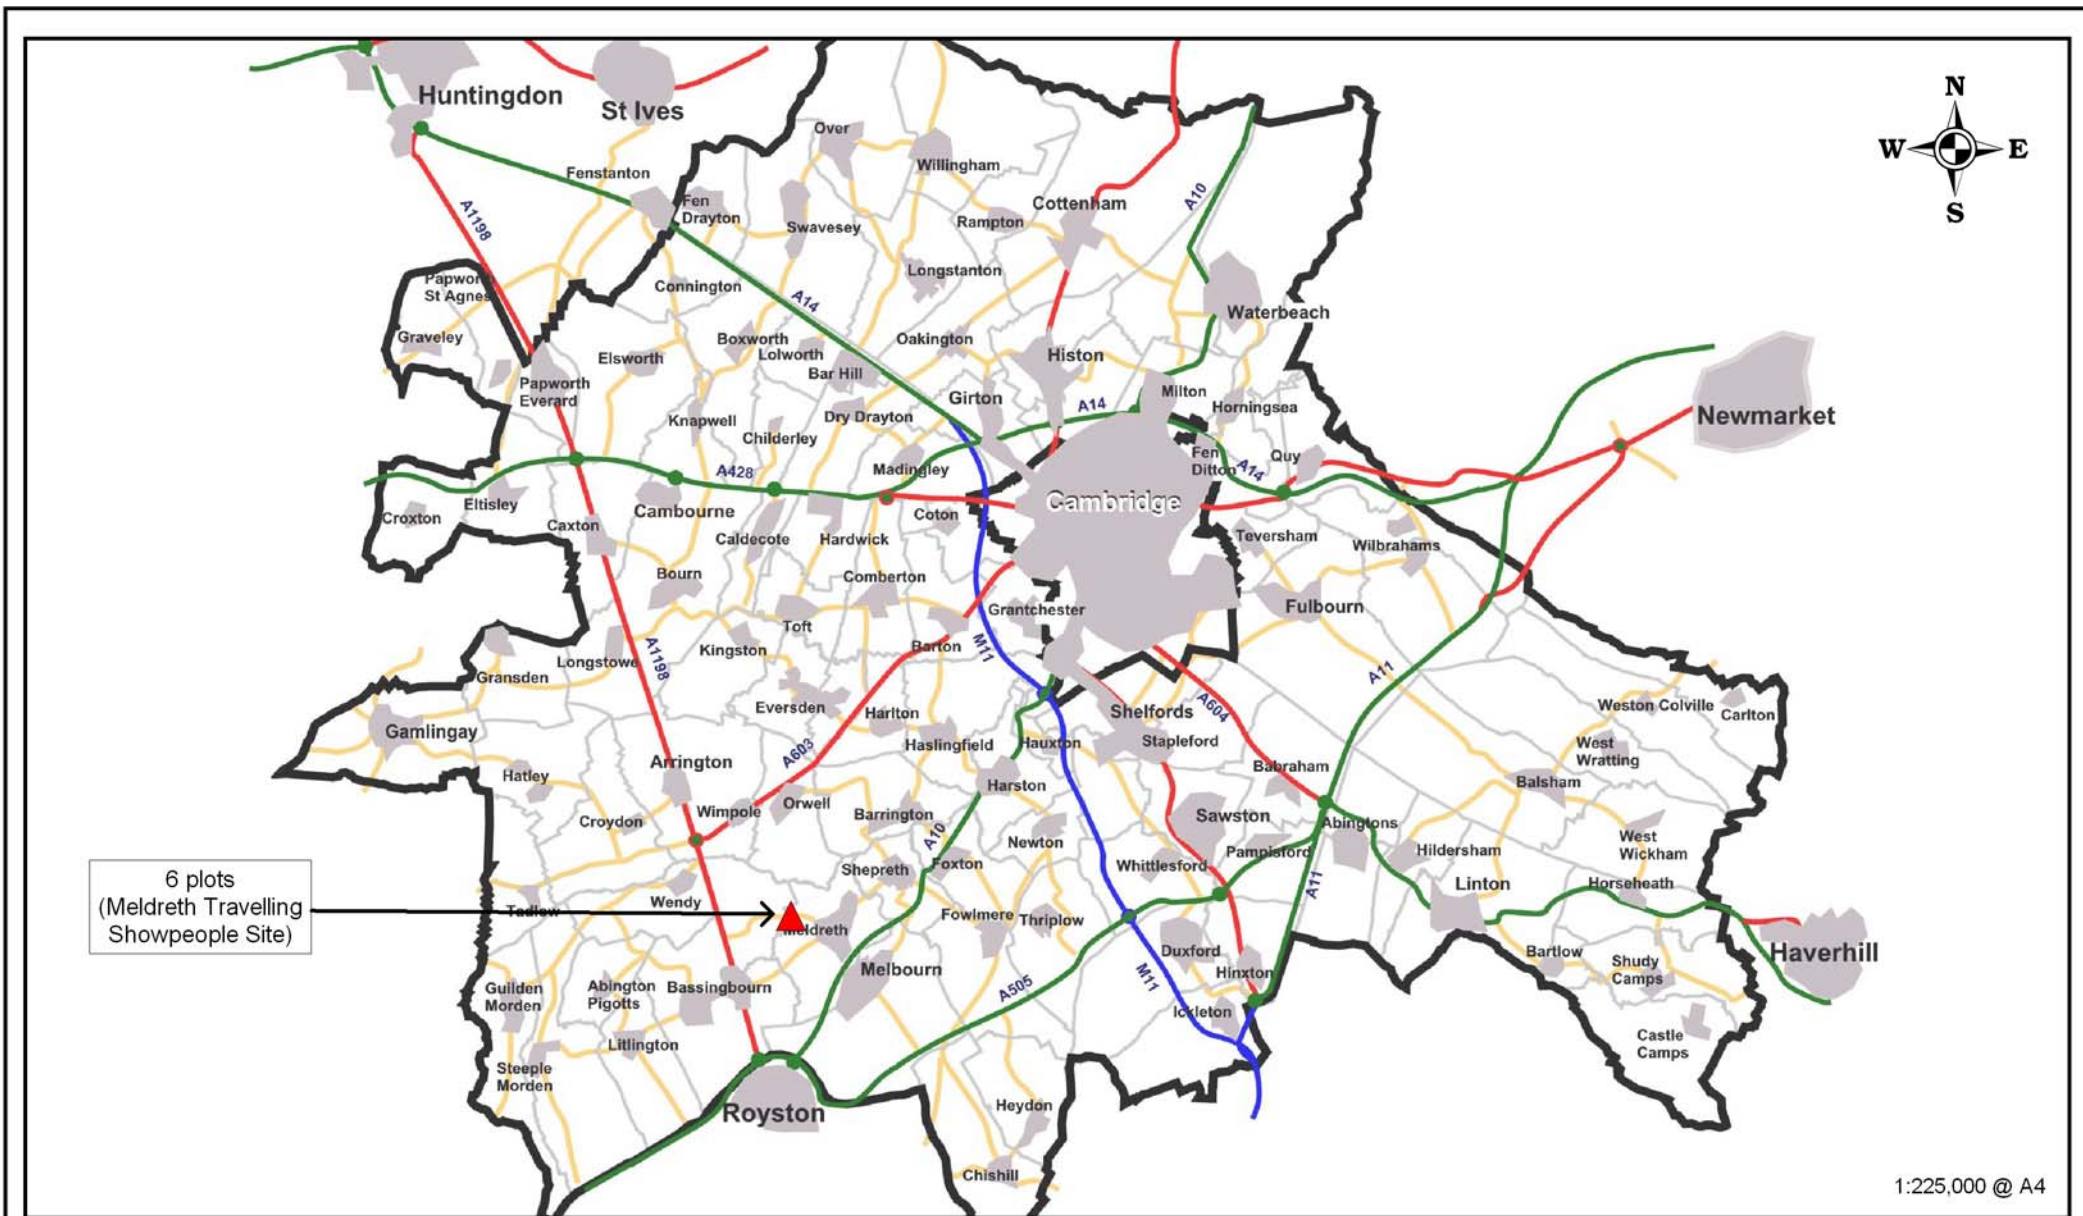 Huntingdon
St Ives
N
W E
S
Over
Willingham
Fenstanton
Fen
Drayton
A1198
Swavesey
Rampton
Cottenham
A10
Papworth
St Agnes
Connington
Longstanton
A14
Waterbeach
Graveley
Elsworth
Boxworth
Lolworth
Bar Hill
Oakington
Histon
Papworth
Everard
Girton
Milton
Newmarket
Knapwell
Dry Drayton
A14
Horningsea
Childerley
Madingley
Fen
Ditton
A14
Quy
A428
Croxton
Eltisley
Cambourne
Cambridge
Caxton
Caldecote
Hardwick
Coton
Teversham
Wilbrahams
Bourn
Comberton
Grantchester
Fulbourn
Toft
Kingston
Barton
M11
Longstowe
A1198
Gransden
A11
Eversden
Harlton
Shelfords
A604
Weston Colville
Carlton
Gamlingay
Haslingfield
Hauxton
Stapleford
West
Wratting
Arrington
A603
Hatley
Babraham
Balsham
Harston
Wimpole
Orwell
Croydon
Barrington
A10
Newton
Sawston
Abingtons
West
Wickham
Shepreth
Foxton
Whittlesford
Pampisford
Hildersham
Linton
Horseheath
A11
6 plots
(Meldreth Travelling
Showpeople Site)
Tadlow
Wendy
Meldreth
Fowlmere
Thriplow
Duxford
Bartlow
Haverhill
Melbourn
Shudy
Camps
Guilden
Morden
Abington
Pigotts
Bassingbourn
A505
M11
Hinxton
Ickleton
Litlington
Castle
Camps
Steeple
Morden
Royston
Heydon
Chishill
1:225,000 @ A4